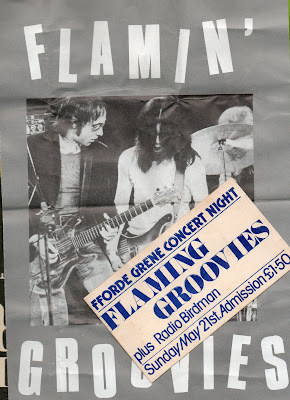 FLAMIN'
FFORDE GRENE CONCERT NIGHT
FLAMING
GROOVIES
plus Radio Birdman
Sunday May 21st. Admission £1·50
GROOVIES